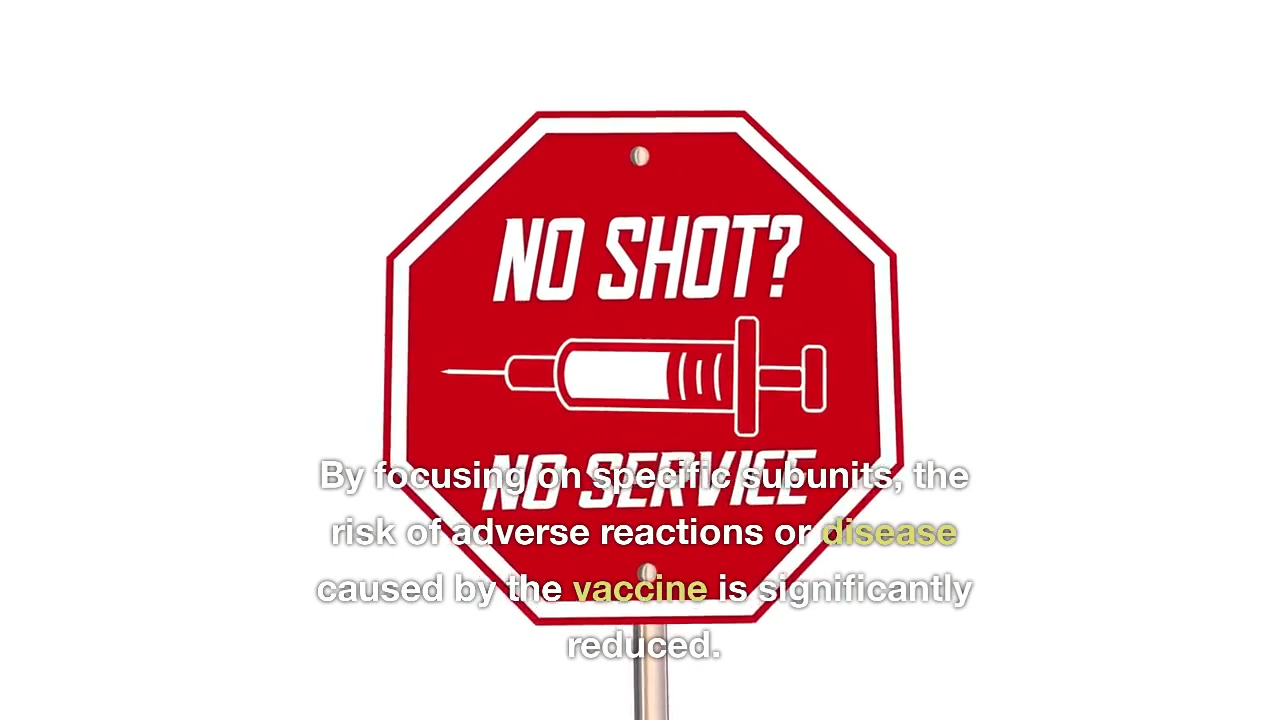 NO SHOT?
NO SERVICE
By focusing on specific subunits, the
risk of adverse reactions or disease
caused by the vaccine is significantly
reduced.